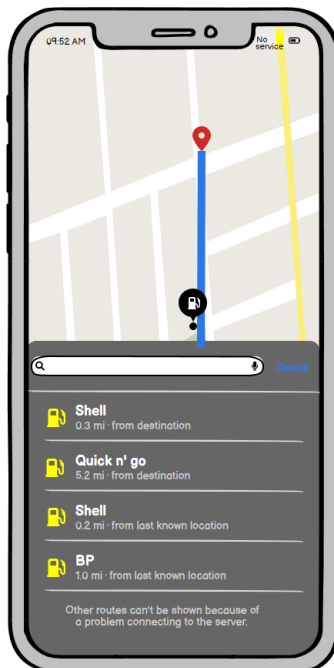 09:52 AM
No
service
Cancel
Shell
0.3 mi · from destination
Quick n' go
5.2 mi · from destination
Shell
0.2 mi · from last known location
BP
1.0 mi · from last known location
Other routes can't be shown because of
a problem connecting to the server.